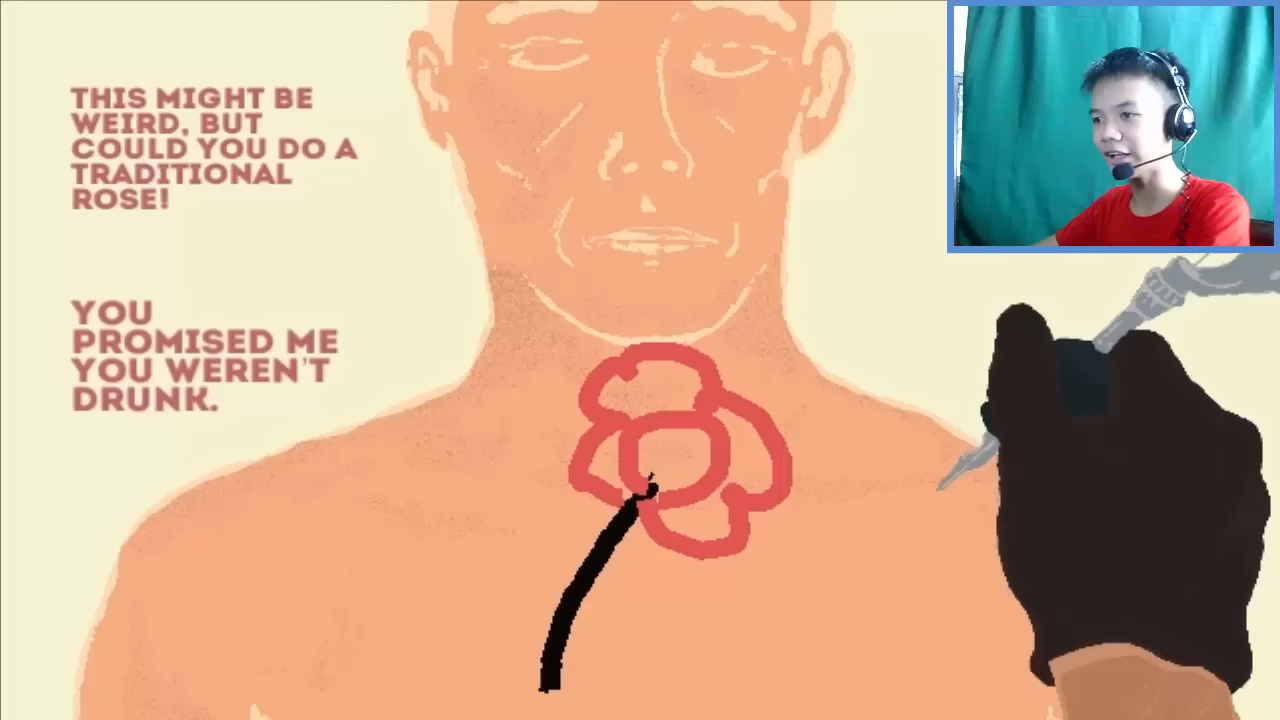 THIS MIGHT BE
WEIRD, BUT
COULD YOU DO A
TRADITIONAL
ROSE!
YOU
PROMISED ME
YOU WEREN'T
DRUNK.